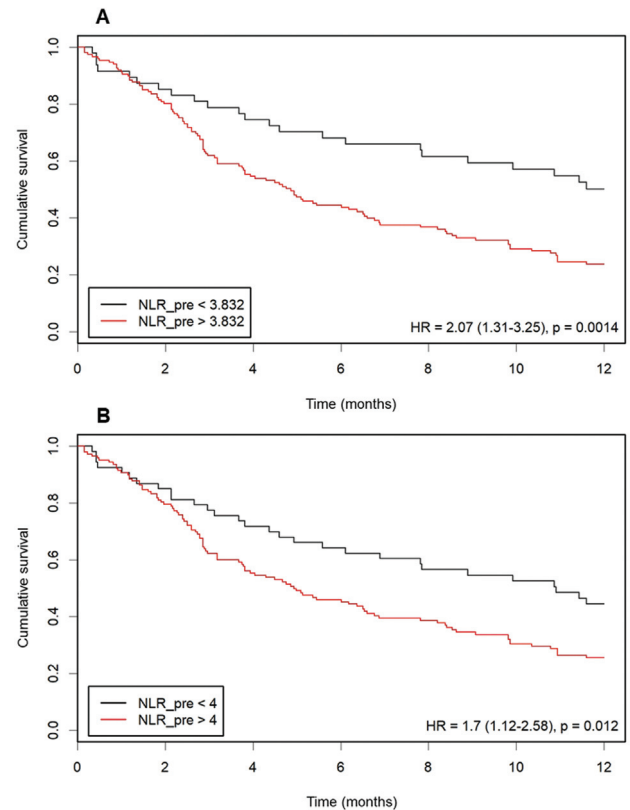 A
Cumulative survival
1.0
0.8
0.6
0.4
0.2
0.0
NLR_pre < 3.832
NLR_pre > 3.832
HR = 2.07 (1.31-3.25), p = 0.0014
0 2 4 6 8 10 12
Time (months)
B
Cumulative survival
1.0
0.8
0.6
0.4
0.2
0.0
NLR_pre < 4
NLR_pre > 4
HR = 1.7 (1.12-2.58), p = 0.012
0 2 4 6 8 10 12
Time (months)